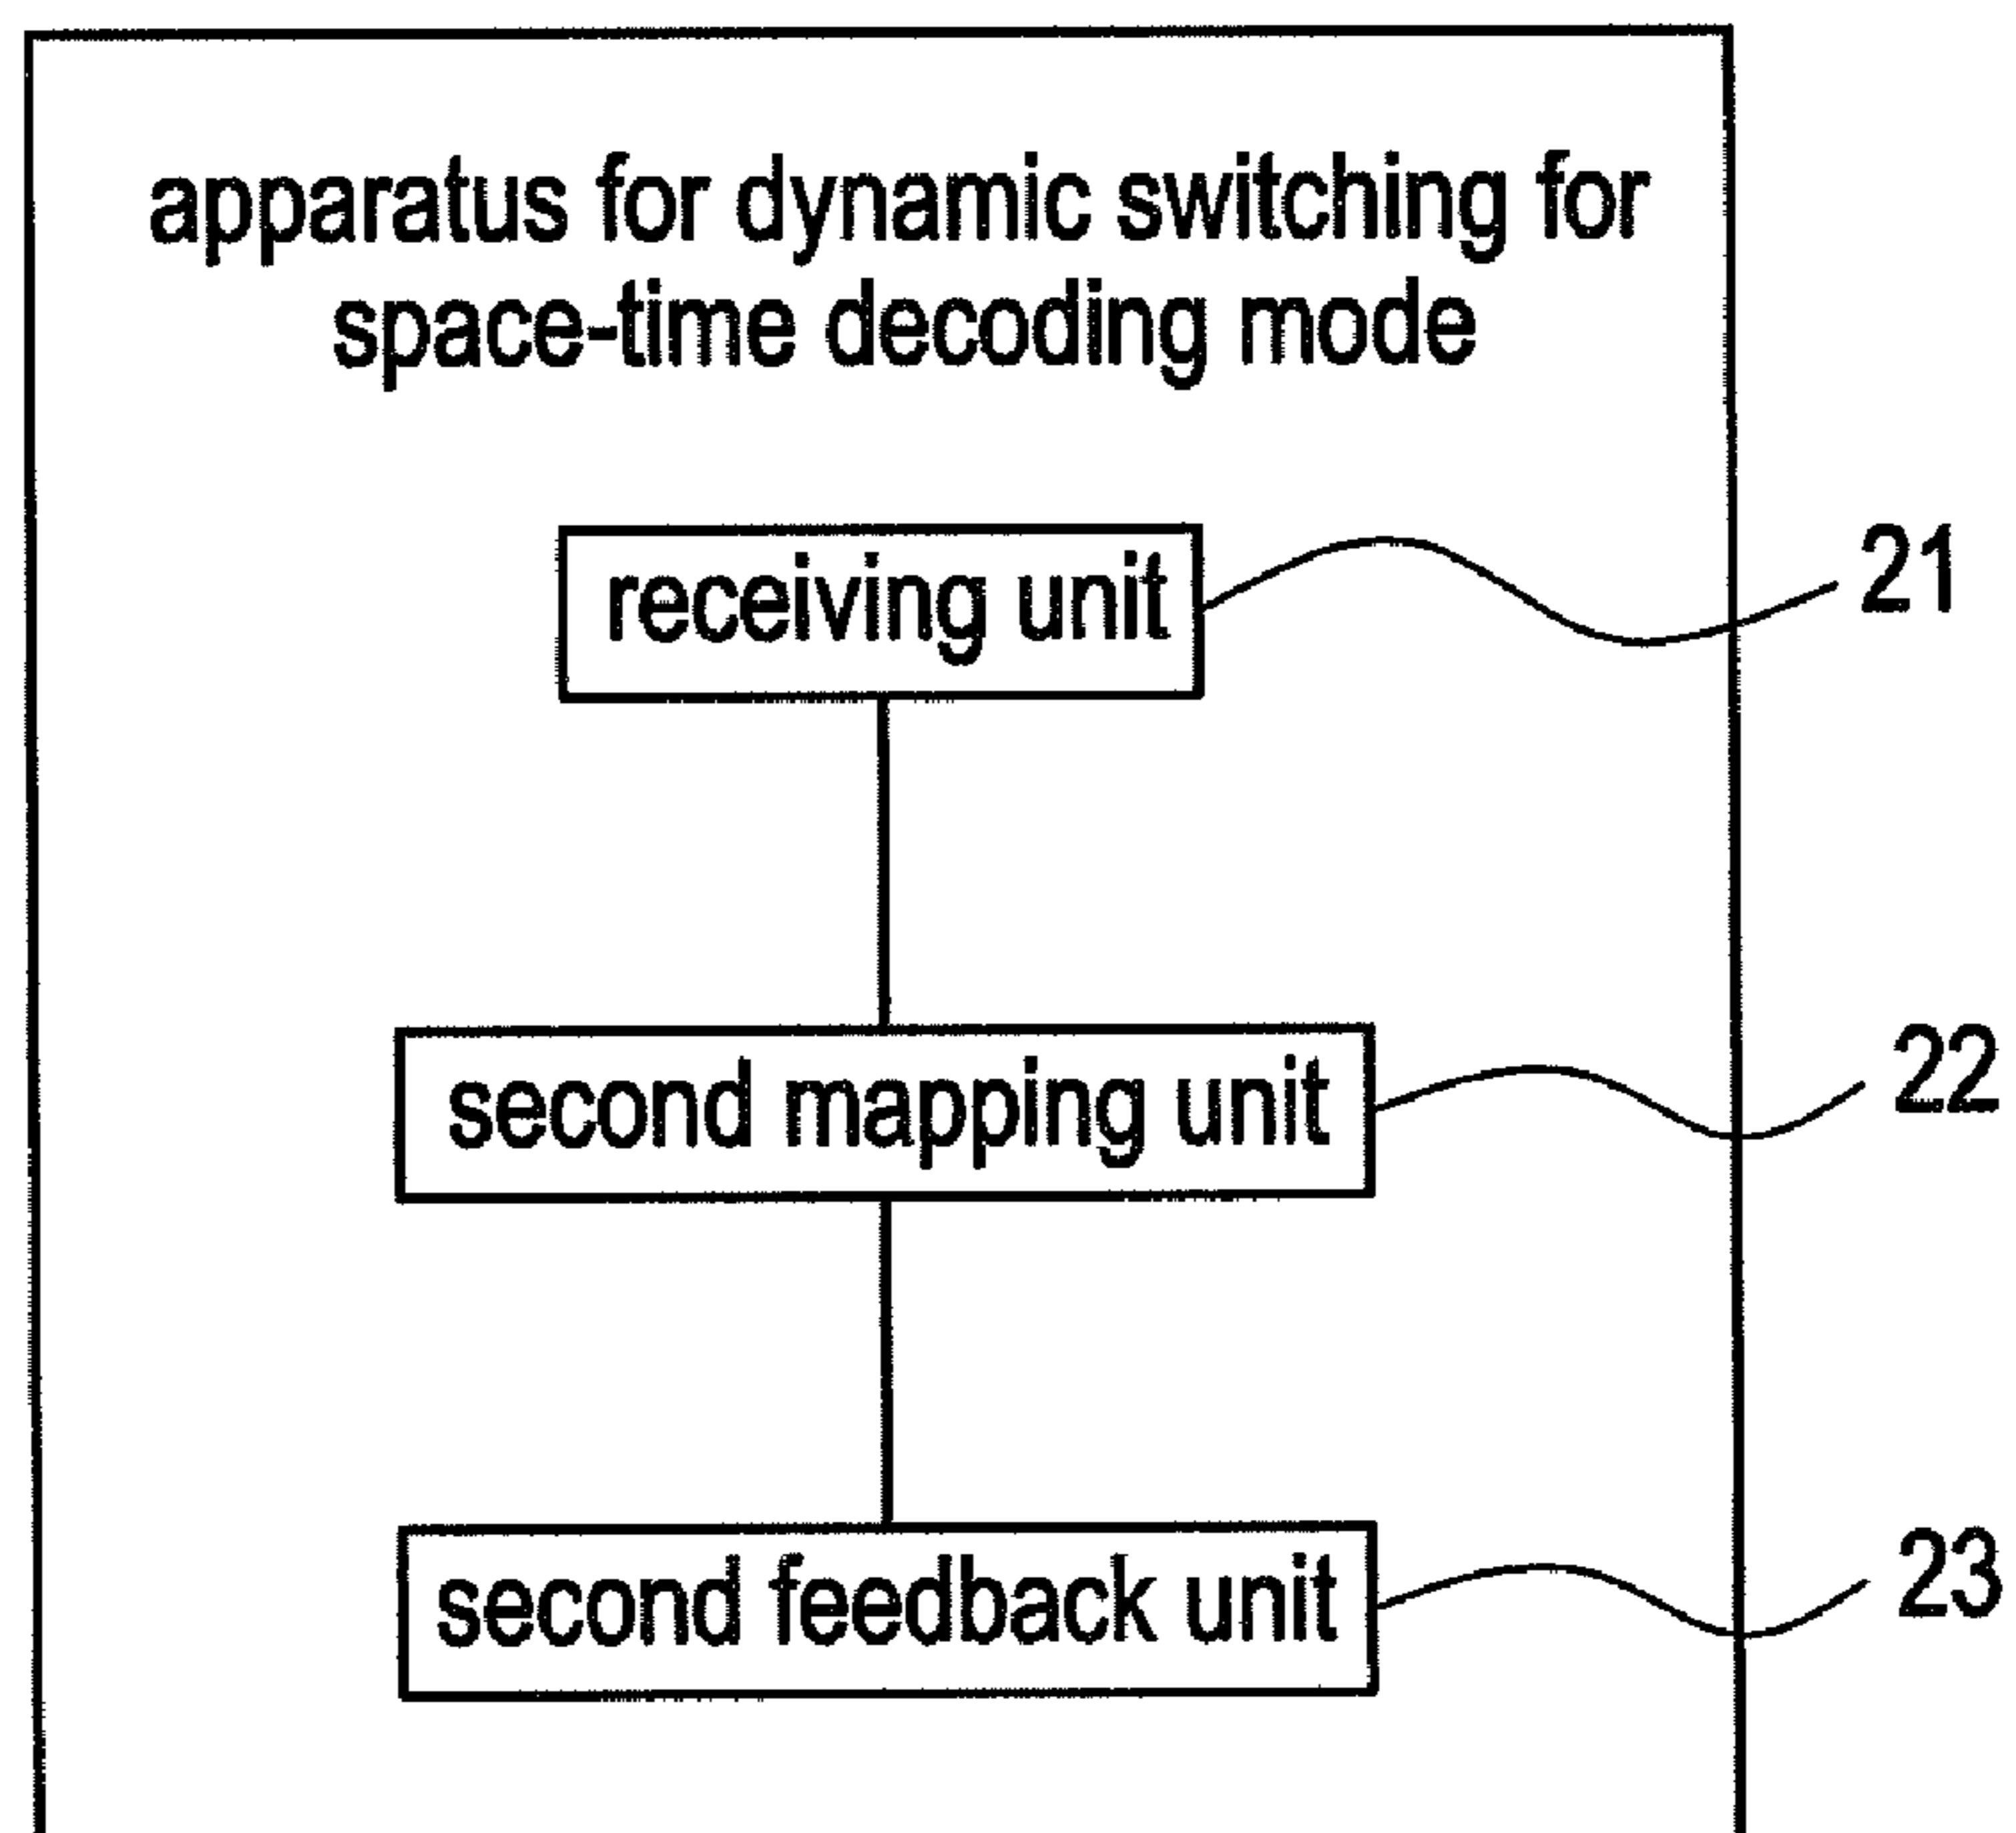 apparatus for dynamic switching for
space-time decoding mode
receiving unit
21
second mapping unit
22
second feedback unit
23